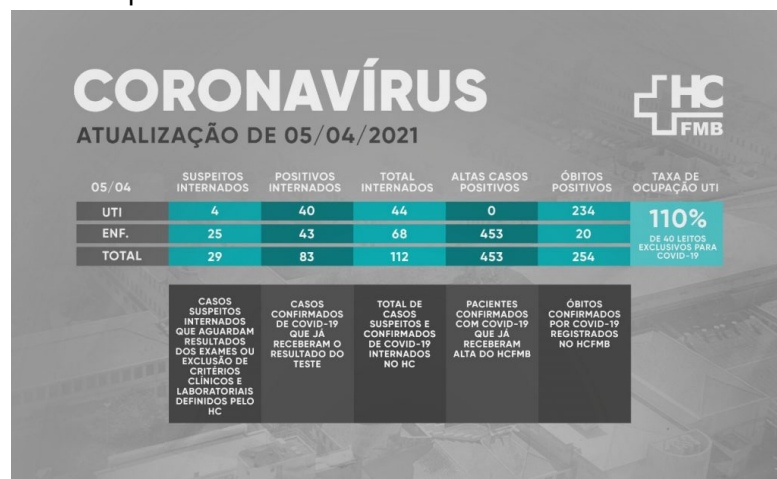 CORONAVÍRUS
ATUALIZAÇÃO DE 05/04/2021
HC
FMB
05/04
SUSPEITOS
INTERNADOS
POSITIVOS
INTERNADOS
TOTAL
INTERNADOS
ALTAS CASOS
POSITIVOS
ÓBITOS
POSITIVOS
TAXA DE
OCUPAÇÃO UTI
UTI 4 40 44 0 234
ENF. 25 43 68 453 20
TOTAL 29 83 112 453 254
110%
DE 40 LEITOS
EXCLUSIVOS PARA
COVID-19
CASOS
SUSPEITOS
INTERNADOS
QUE AGUARDAM
RESULTADOS
DOS EXAMES OU
EXCLUSÃO DE
CRITÉRIOS
CLÍNICOS E
LABORATORIAIS
DEFINIDOS PELO
HC
CASOS
CONFIRMADOS
DE COVID-19
QUE JÁ
RECEBERAM O
RESULTADO DO
TESTE
TOTAL DE
CASOS
SUSPEITOS E
CONFIRMADOS
DE COVID-19
INTERNADOS
NO HC
PACIENTES
CONFIRMADOS
COM COVID-19
QUE JÁ
RECEBERAM
ALTA DO HCFMB
ÓBITOS
CONFIRMADOS
POR COVID-19
REGISTRADOS
NO HCFMB